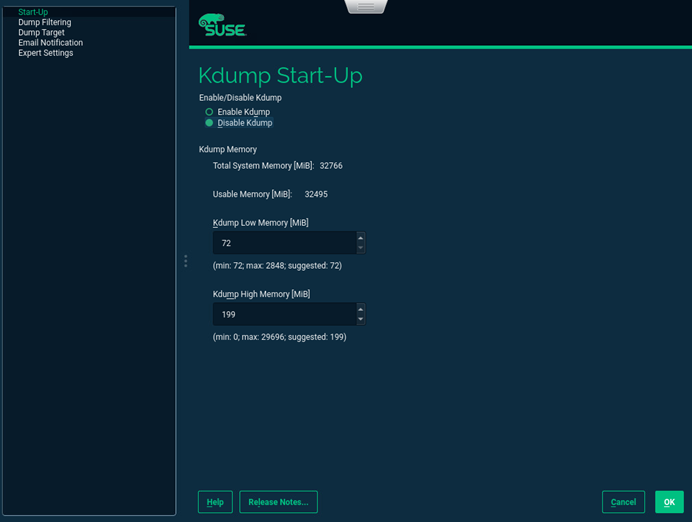 Start-Up
Dump Filtering
Dump Target
Email Notification
Expert Settings
SUSE
Kdump Start-Up
Enable/Disable Kdump
Enable Kdump
Disable Kdump
Kdump Memory
Total System Memory [MiB]: 32766
Usable Memory [MiB]: 32495
Kdump Low Memory [MiB]
72
(min: 72; max: 2848; suggested: 72)
Kdump High Memory [MiB]
199
(min: 0; max: 29696; suggested: 199)
Help Release Notes... Cancel OK